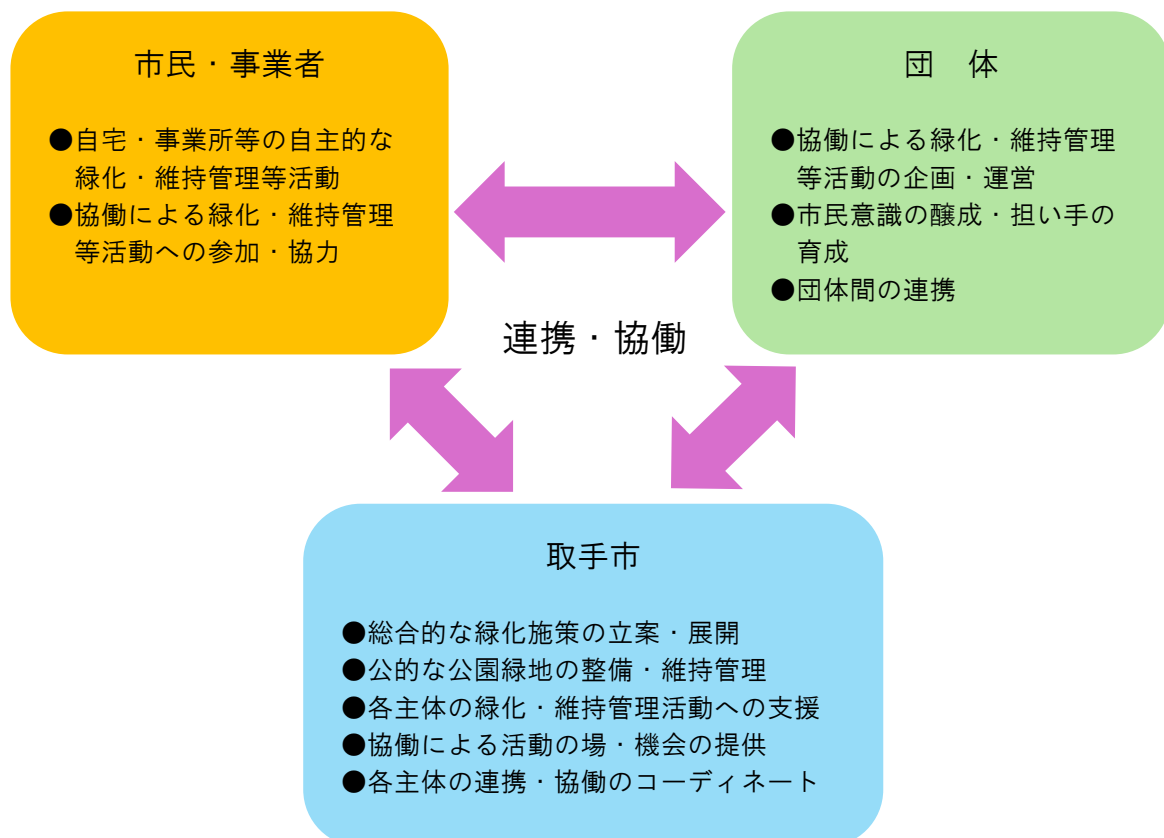 市民・事業者
●自宅・事業所等の自主的な
緑化・維持管理等活動
●協働による緑化・維持管理
等活動への参加・協力
団　体
●協働による緑化・維持管理
等活動の企画・運営
●市民意識の醸成・担い手の
育成
●団体間の連携
連携・協働
取手市
●総合的な緑化施策の立案・展開
●公的な公園緑地の整備・維持管理
●各主体の緑化・維持管理活動への支援
●協働による活動の場・機会の提供
●各主体の連携・協働のコーディネート